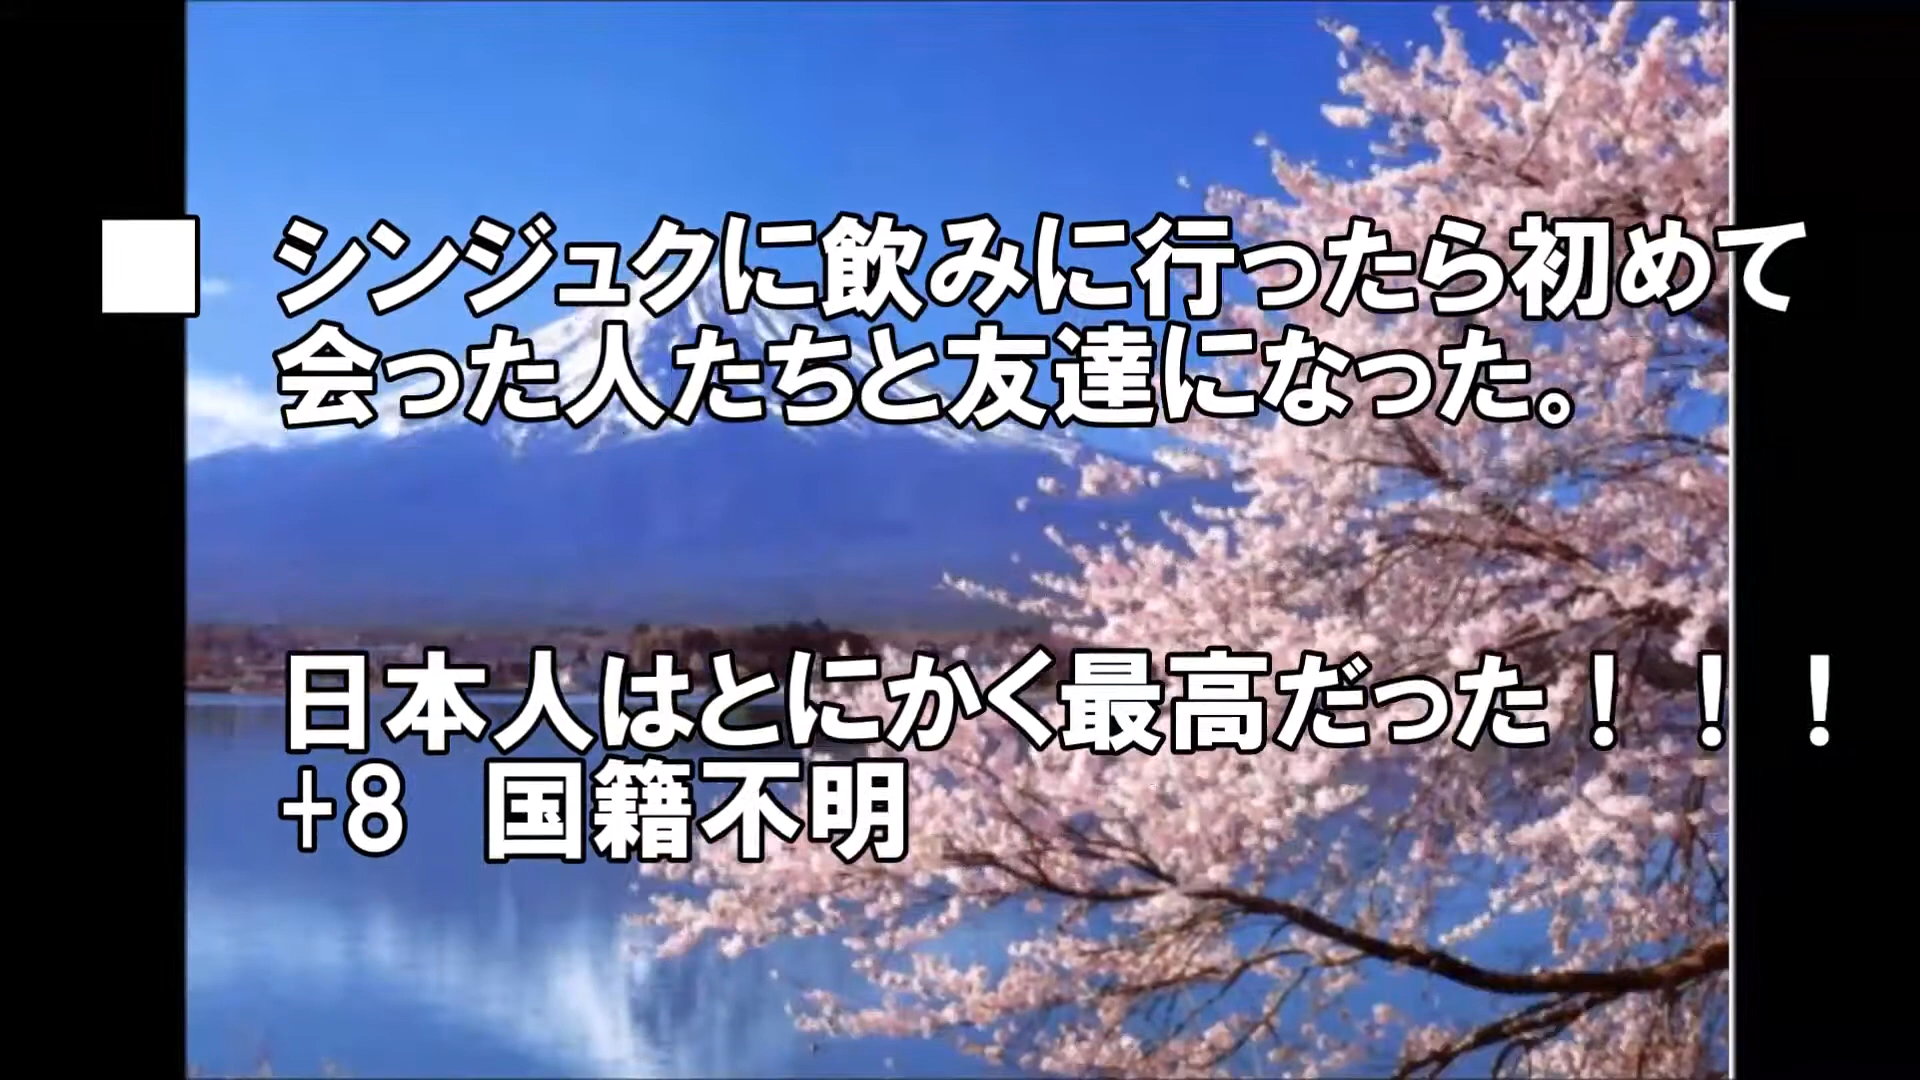 ■ シンジュクに飲みに行ったら初めて
会った人たちと友達になった。
日本人はとにかく最高だった！！！
+8 国籍不明